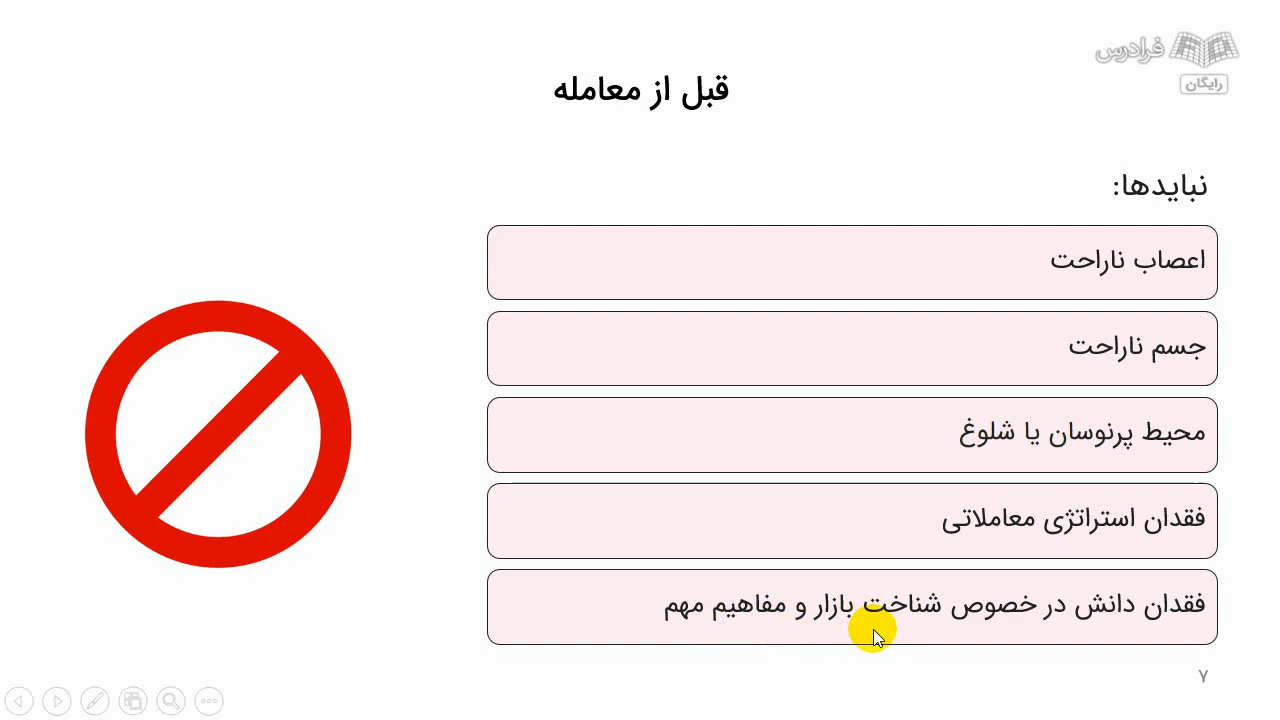 فرادرس
رایگان
قبل از معامله
نبایدها:
اعصاب ناراحت
جسم ناراحت
محیط پرنوسان یا شلوغ
فقدان استراتژی معاملاتی
فقدان دانش در خصوص شناخت بازار و مفاهیم مهم
۷